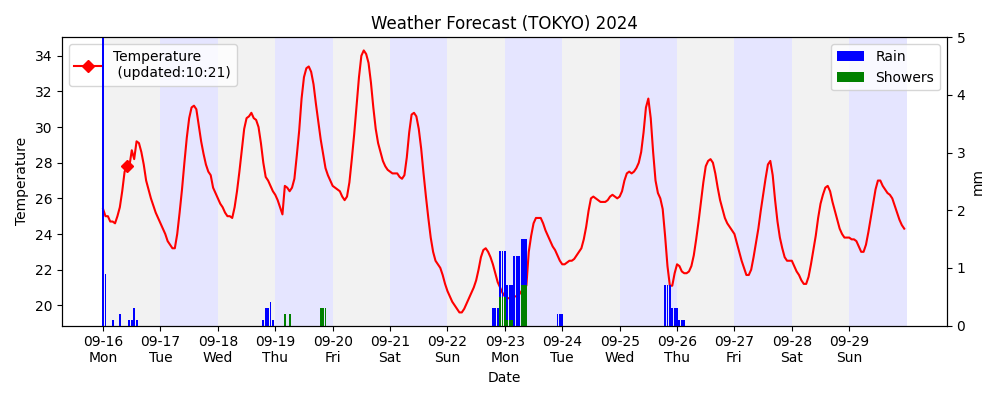 Weather Forecast (TOKYO) 2024
Temperature
(updated:10:21)
Rain
Showers
34
32
30
28
26
24
22
20
Temperature
5
4
3
2
1
0
mm
09-16 09-17 09-18 09-19 09-20 09-21 09-22 09-23 09-24 09-25 09-26 09-27 09-28 09-29
Mon Tue Wed Thu Fri Sat Sun Mon Tue Wed Thu Fri Sat Sun
Date